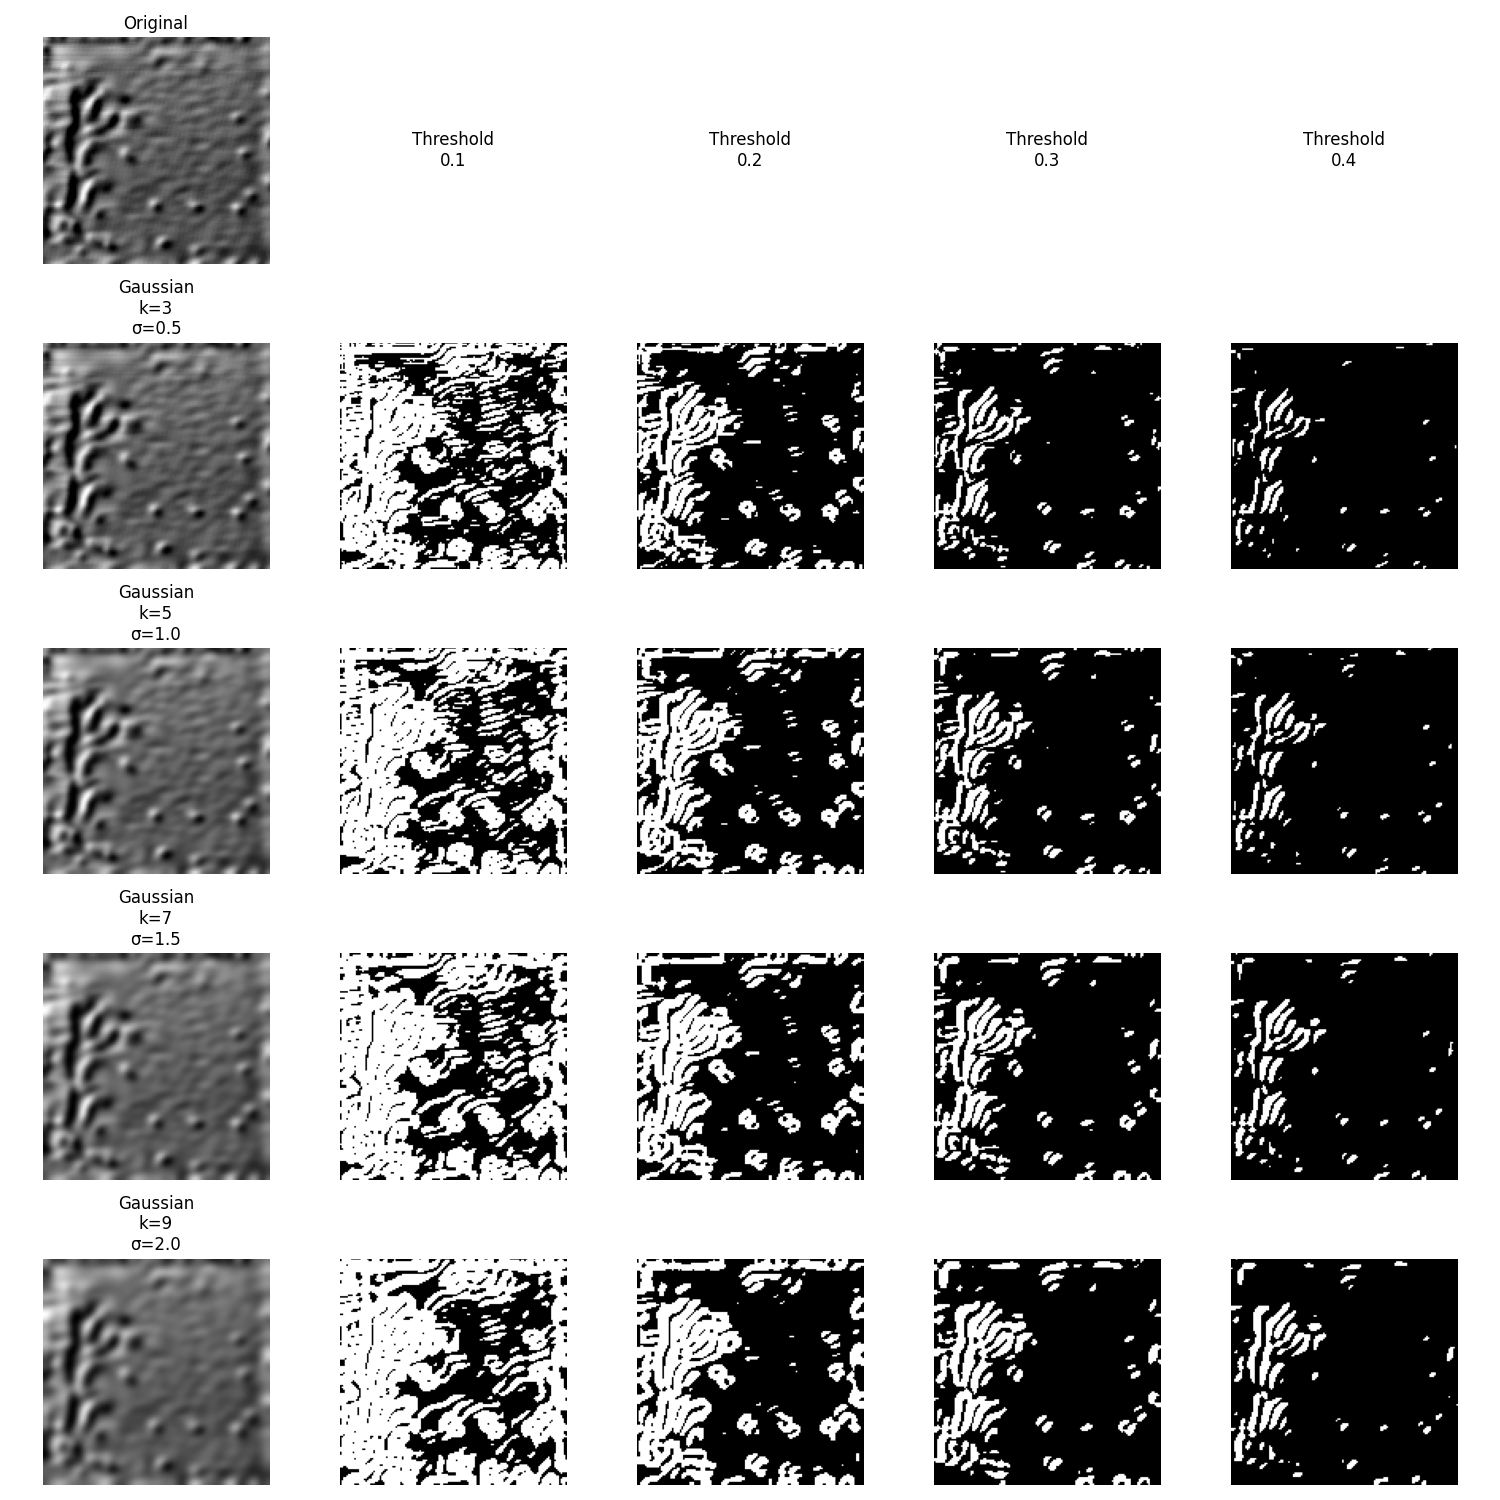 Original
Threshold
0.1
Threshold
0.2
Threshold
0.3
Threshold
0.4
Gaussian
k=3
σ=0.5
Gaussian
k=5
σ=1.0
Gaussian
k=7
σ=1.5
Gaussian
k=9
σ=2.0